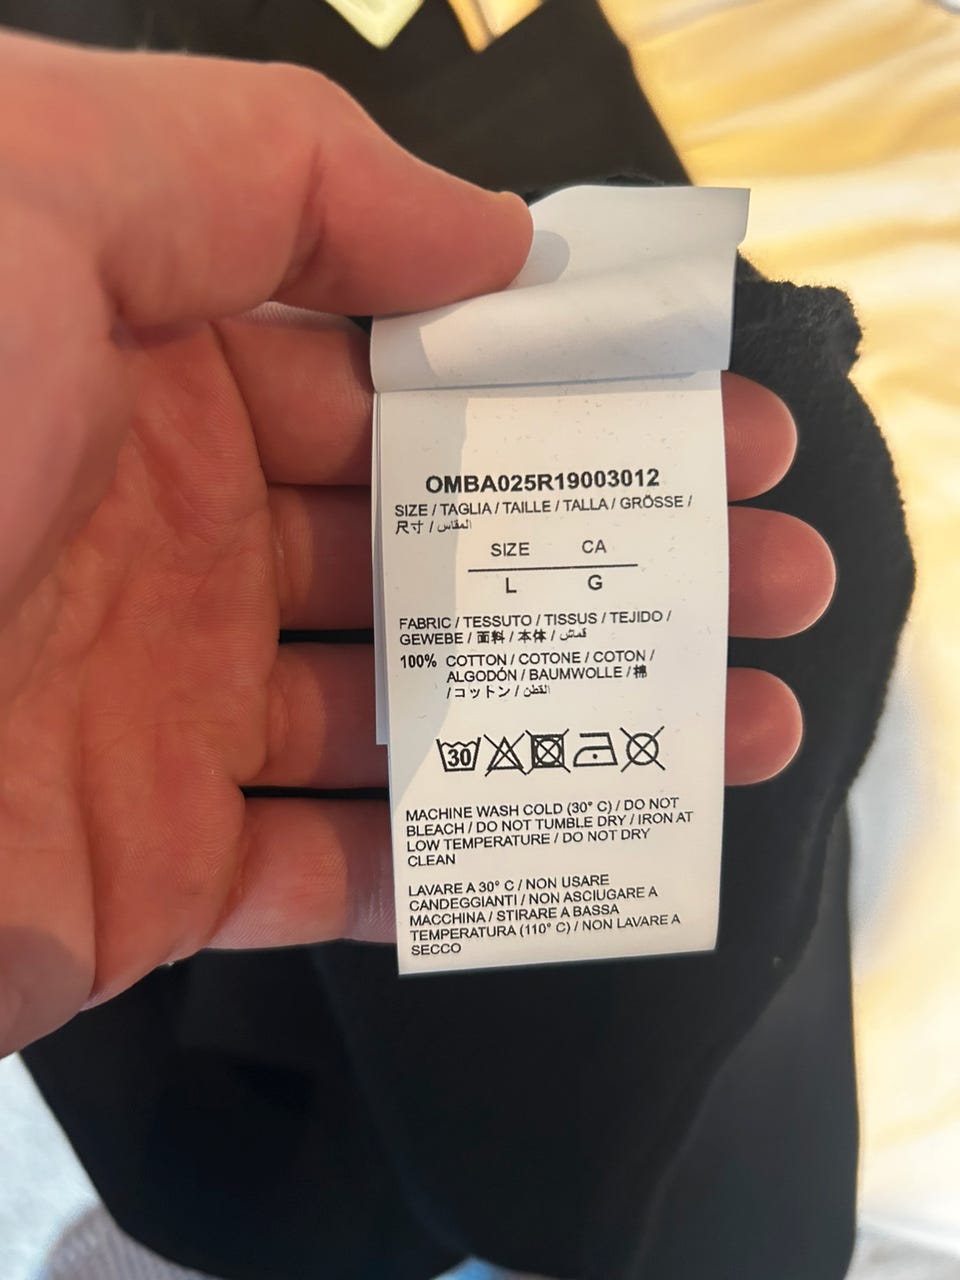 OMBA025R19003012
SIZE / TAGLIA / TAILLE / TALLA / GRÖSSE /
尺寸 / المقاس
SIZE CA
L G
FABRIC / TESSUTO / TISSUS / TEJIDO /
GEWEBE / 面料 / 本体 / قماش
100% COTTON / COTONE / COTON /
ALGODÓN / BAUMWOLLE / 棉
/ コットン / القطن
30
MACHINE WASH COLD (30° C) / DO NOT
BLEACH / DO NOT TUMBLE DRY / IRON AT
LOW TEMPERATURE / DO NOT DRY
CLEAN
LAVARE A 30° C / NON USARE
CANDEGGIANTI / NON ASCIUGARE A
MACCHINA / STIRARE A BASSA
TEMPERATURA (110° C) / NON LAVARE A
SECCO